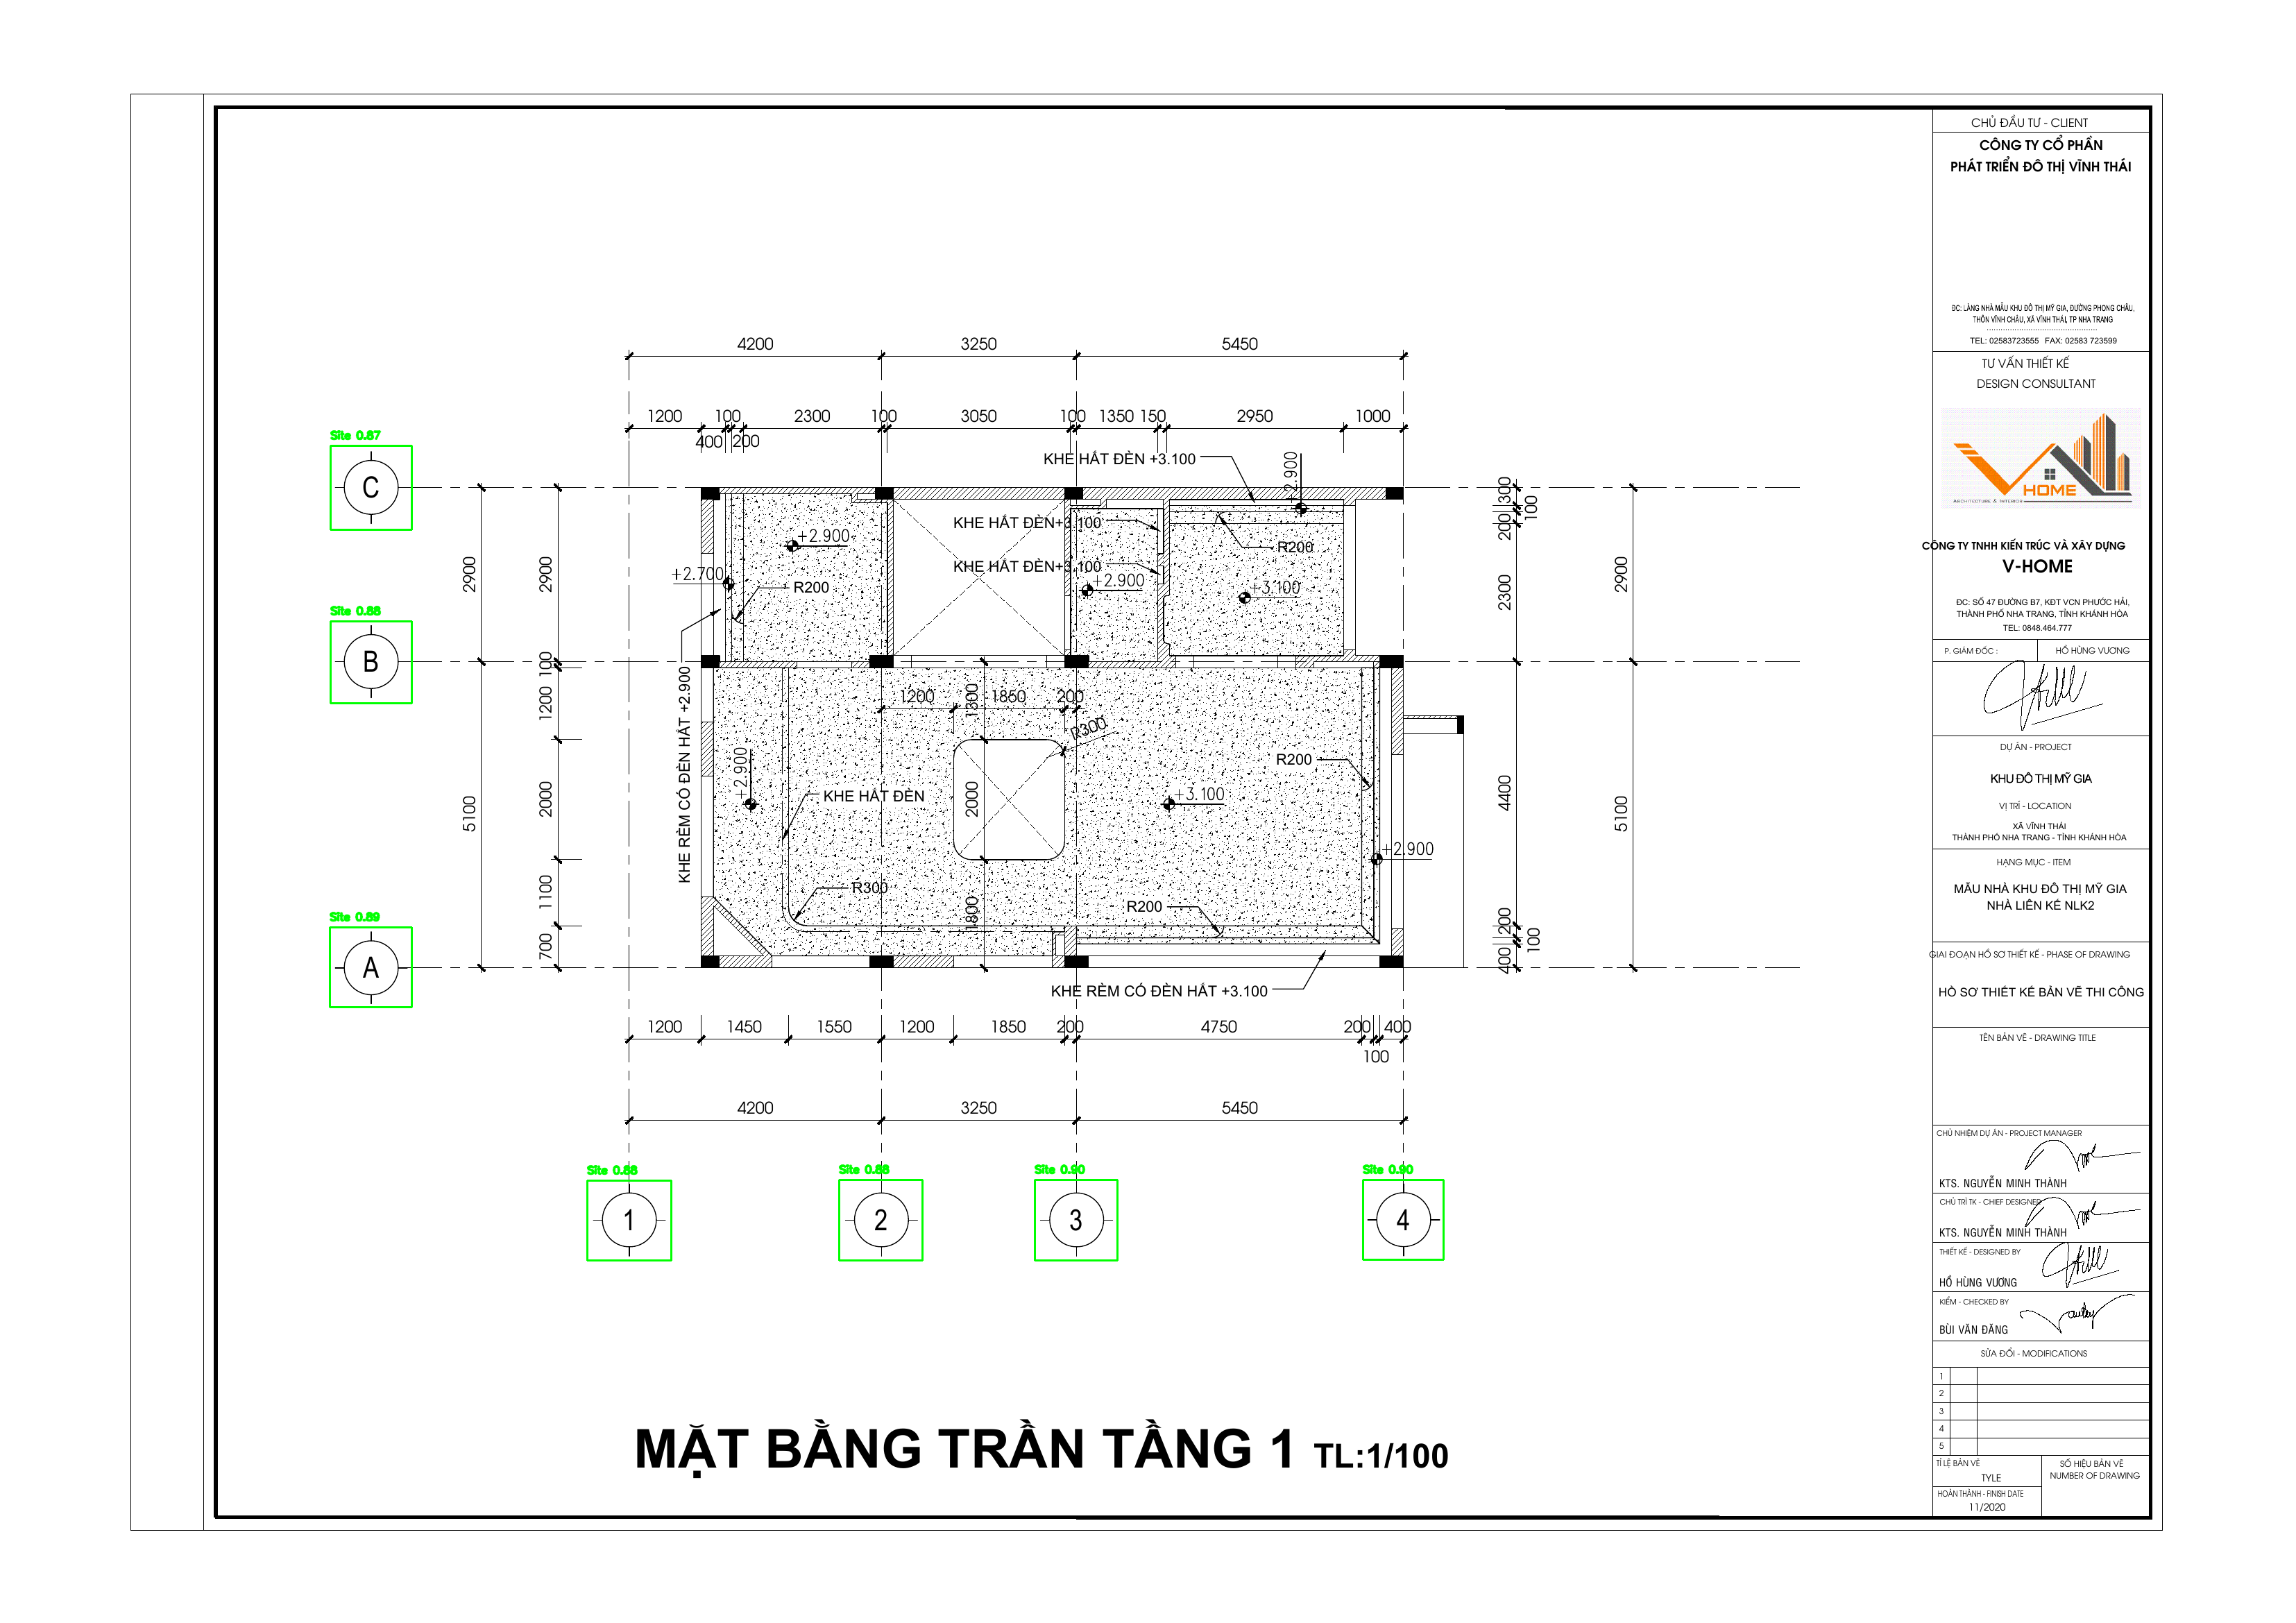 CHỦ ĐẦU TƯ - CLIENT
CÔNG TY CỔ PHẦN
PHÁT TRIỂN ĐÔ THỊ VĨNH THÁI
ĐC: LÀNG NHÀ MẪU KHU ĐÔ THỊ MỸ GIA, ĐƯỜNG PHONG CHÂU,
THÔN VĨNH CHÂU, XÃ VĨNH THÁI, TP NHA TRANG
TEL: 02583723555 FAX: 02583 723599
TƯ VẤN THIẾT KẾ
DESIGN CONSULTANT
HOME
ARCHITECTURE & INTERIOR
CÔNG TY TNHH KIẾN TRÚC VÀ XÂY DỰNG
V-HOME
ĐC: SỐ 47 ĐƯỜNG B7, KĐT VCN PHƯỚC HẢI,
THÀNH PHỐ NHA TRANG, TỈNH KHÁNH HÒA
TEL: 0848.464.777
P. GIÁM ĐỐC : HỒ HÙNG VƯƠNG
DỰ ÁN - PROJECT
KHU ĐÔ THỊ MỸ GIA
VỊ TRÍ - LOCATION
XÃ VĨNH THÁI
THÀNH PHỐ NHA TRANG - TỈNH KHÁNH HÒA
HẠNG MỤC - ITEM
MẪU NHÀ KHU ĐÔ THỊ MỸ GIA
NHÀ LIÊN KẾ NLK2
GIAI ĐOẠN HỒ SƠ THIẾT KẾ - PHASE OF DRAWING
HỒ SƠ THIẾT KẾ BẢN VẼ THI CÔNG
TÊN BẢN VẼ - DRAWING TITLE
CHỦ NHIỆM DỰ ÁN - PROJECT MANAGER
KTS. NGUYỄN MINH THÀNH
CHỦ TRÌ TK - CHIEF DESIGNER
KTS. NGUYỄN MINH THÀNH
THIẾT KẾ - DESIGNED BY
HỒ HÙNG VƯƠNG
KIỂM - CHECKED BY
BÙI VĂN ĐĂNG
SỬA ĐỔI - MODIFICATIONS
1
2
3
4
5
TỈ LỆ BẢN VẼ
TYLE
SỐ HIỆU BẢN VẼ
NUMBER OF DRAWING
HOÀN THÀNH - FINISH DATE
11/2020
4200 3250 5450
1200 100 2300 100 3050 100 1350 150 2950 1000
400 200
Site 0.87
C
Site 0.88
B
Site 0.89
A
2900
5100
2900
100
1200
2000
1100
700
KHE HẮT ĐÈN +3.100
+2.900
KHE HẮT ĐÈN+3.100
KHE HẮT ĐÈN+3.100
+2.900
+2.700
R200
+2.900
R200
+3.100
KHE RÈM CÓ ĐÈN HẮT +2.900
1200 1300 1850 200
R300
+2.900
KHE HẮT ĐÈN
2000
R200
+3.100
+2.900
R300
1800
R200
KHE RÈM CÓ ĐÈN HẮT +3.100
300
100
200
2300
4400
200
100
400
2900
5100
1200 1450 1550 1200 1850 200 4750 200 400
100
4200 3250 5450
Site 0.88
1
Site 0.88
2
Site 0.90
3
Site 0.90
4
MẶT BẰNG TRẦN TẦNG 1 TL:1/100